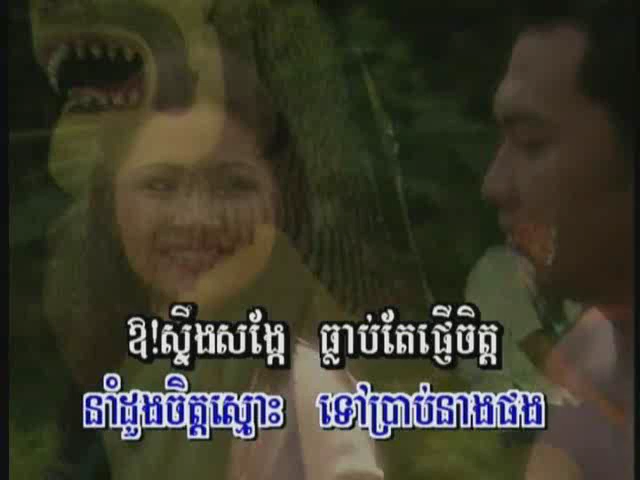 ឱ!ស្ទឹងសង្កែ ធ្លាប់តែផ្ញើចិត្ត
នាំដួងចិត្តស្មោះ ទៅប្រាប់នាងផង